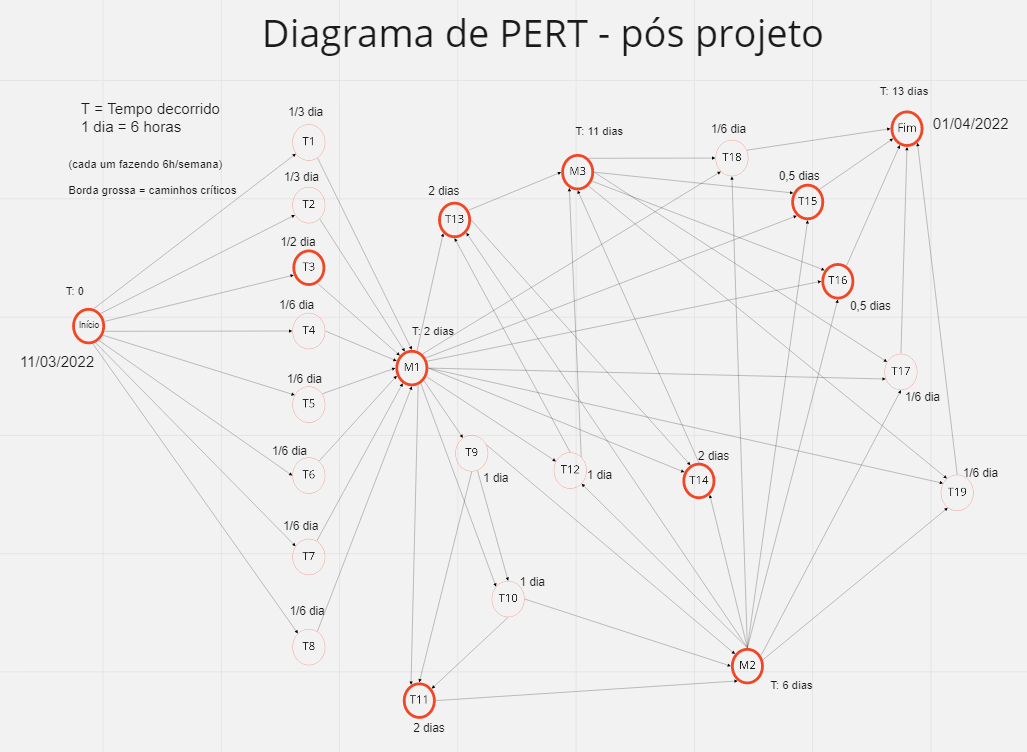 Diagrama de PERT - pós projeto
T = Tempo decorrido
1 dia = 6 horas
(cada um fazendo 6h/semana)
Borda grossa = caminhos críticos
T: 0
Início
11/03/2022
1/3 dia
T1
1/3 dia
T2
1/2 dia
T3
1/6 dia
T4
1/6 dia
T5
1/6 dia
T6
1/6 dia
T7
1/6 dia
T8
T: 2 dias
M1
2 dias
T13
T9
1 dia
1 dia
T10
T11
2 dias
T: 11 dias
M3
T12
1 dia
2 dias
T14
M2
T: 6 dias
1/6 dia
T18
0,5 dias
T15
T16
0,5 dias
T17
1/6 dia
1/6 dia
T19
T: 13 dias
Fim
01/04/2022